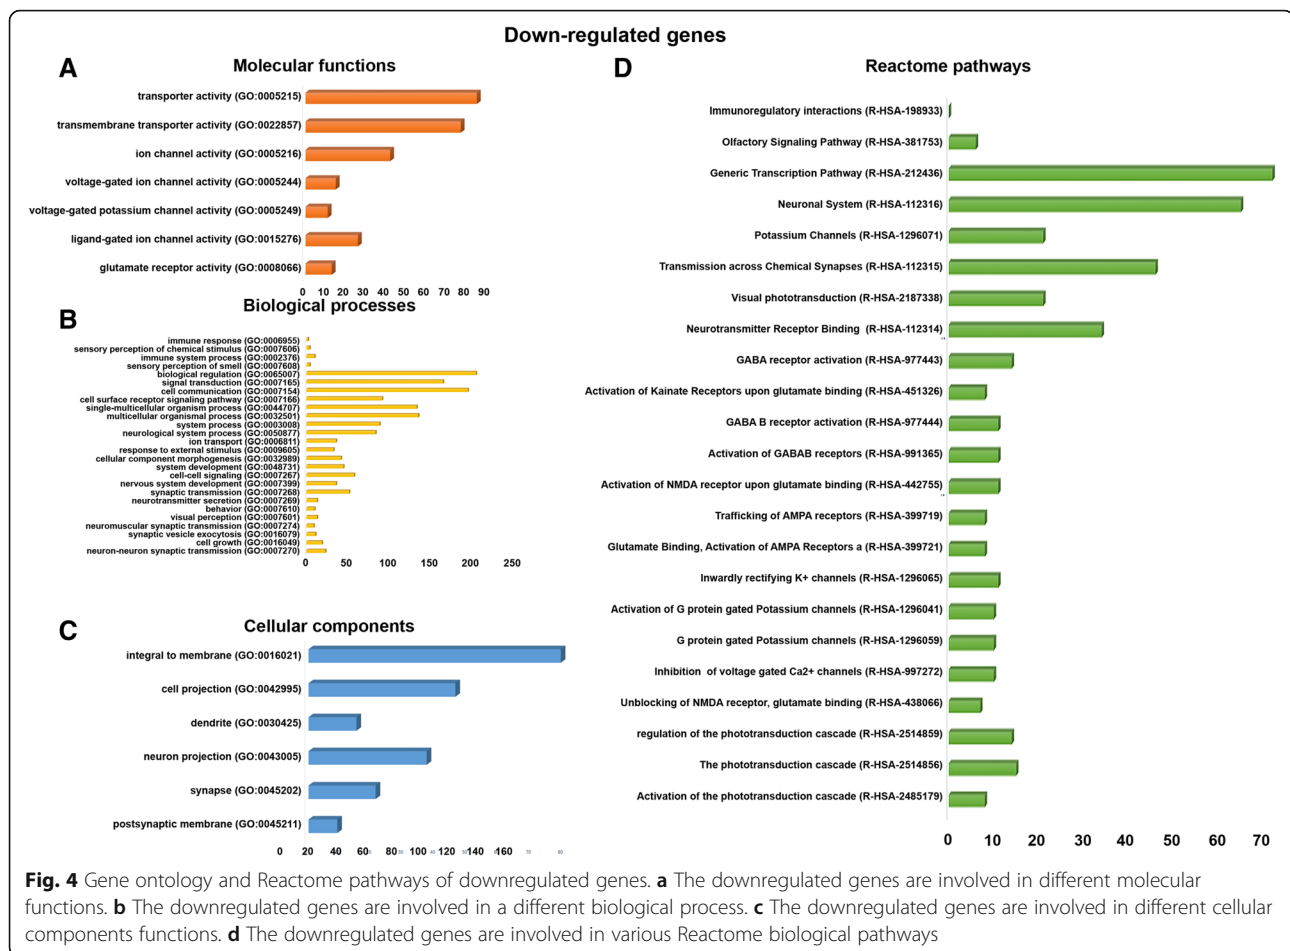 Down-regulated genes
A
Molecular functions
transporter activity (GO:0005215)
transmembrane transporter activity (GO:0022857)
ion channel activity (GO:0005216)
voltage-gated ion channel activity (GO:0005244)
voltage-gated potassium channel activity (GO:0005249)
ligand-gated ion channel activity (GO:0015276)
glutamate receptor activity (GO:0008066)
0 10 20 30 40 50 60 70 80 90
B
Biological processes
immune response (GO:0006955)
sensory perception of chemical stimulus (GO:0007606)
immune system process (GO:0002376)
sensory perception of smell (GO:0007608)
biological regulation (GO:0065007)
signal transduction (GO:0007165)
cell communication (GO:0007154)
cell surface receptor signaling pathway (GO:0007166)
single-multicellular organism process (GO:0044707)
multicellular organismal process (GO:0032501)
system process (GO:0003008)
neurological system process (GO:0050877)
ion transport (GO:0006811)
response to external stimulus (GO:0009605)
cellular component morphogenesis (GO:0032989)
system development (GO:0048731)
cell-cell signaling (GO:0007267)
nervous system development (GO:0007399)
synaptic transmission (GO:0007268)
neurotransmitter secretion (GO:0007269)
behavior (GO:0007610)
visual perception (GO:0007601)
neuromuscular synaptic transmission (GO:0007274)
synaptic vesicle exocytosis (GO:0016079)
cell growth (GO:0016049)
neuron-neuron synaptic transmission (GO:0007270)
0 50 100 150 200 250
C
Cellular components
integral to membrane (GO:0016021)
cell projection (GO:0042995)
dendrite (GO:0030425)
neuron projection (GO:0043005)
synapse (GO:0045202)
postsynaptic membrane (GO:0045211)
0 20 40 60 80 100 120 140 160
D
Reactome pathways
Immunoregulatory interactions (R-HSA-198933)
Olfactory Signaling Pathway (R-HSA-381753)
Generic Transcription Pathway (R-HSA-212436)
Neuronal System (R-HSA-112316)
Potassium Channels (R-HSA-1296071)
Transmission across Chemical Synapses (R-HSA-112315)
Visual phototransduction (R-HSA-2187338)
Neurotransmitter Receptor Binding (R-HSA-112314)
GABA receptor activation (R-HSA-977443)
Activation of Kainate Receptors upon glutamate binding (R-HSA-451326)
GABA B receptor activation (R-HSA-977444)
Activation of GABAB receptors (R-HSA-991365)
Activation of NMDA receptor upon glutamate binding (R-HSA-442755)
Trafficking of AMPA receptors (R-HSA-399719)
Glutamate Binding, Activation of AMPA Receptors a (R-HSA-399721)
Inwardly rectifying K+ channels (R-HSA-1296065)
Activation of G protein gated Potassium channels (R-HSA-1296041)
G protein gated Potassium channels (R-HSA-1296059)
Inhibition of voltage gated Ca2+ channels (R-HSA-997272)
Unblocking of NMDA receptor, glutamate binding (R-HSA-438066)
regulation of the phototransduction cascade (R-HSA-2514859)
The phototransduction cascade (R-HSA-2514856)
Activation of the phototransduction cascade (R-HSA-2485179)
0 10 20 30 40 50 60 70
Fig. 4 Gene ontology and Reactome pathways of downregulated genes. a The downregulated genes are involved in different molecular
functions. b The downregulated genes are involved in a different biological process. c The downregulated genes are involved in different cellular
components functions. d The downregulated genes are involved in various Reactome biological pathways